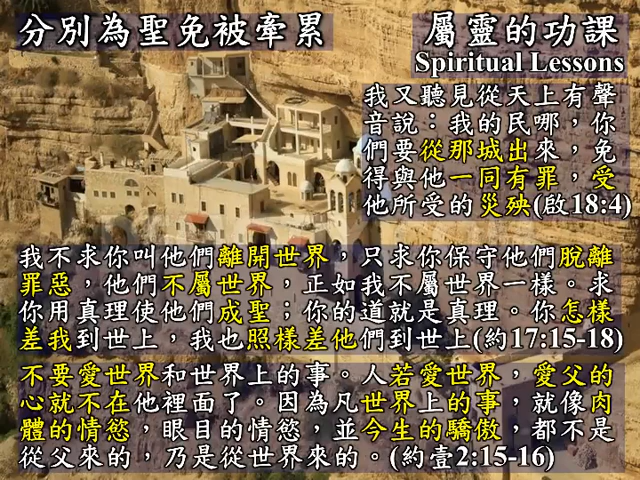 分別為聖免被牽累
屬靈的功課
Spiritual Lessons
我又聽見從天上有聲
音說：我的民哪，你
們要從那城出來，免
得與他一同有罪，受
他所受的災殃(啟18:4)
我不求你叫他們離開世界，只求你保守他們脫離
罪惡，他們不屬世界，正如我不屬世界一樣。求
你用真理使他們成聖；你的道就是真理。你怎樣
差我到世上，我也照樣差他們到世上(約17:15-18)
不要愛世界和世界上的事。人若愛世界，愛父的
心就不在他裡面了。因為凡世界上的事，就像肉
體的情慾，眼目的情慾，並今生的驕傲，都不是
從父來的，乃是從世界來的。(約壹2:15-16)